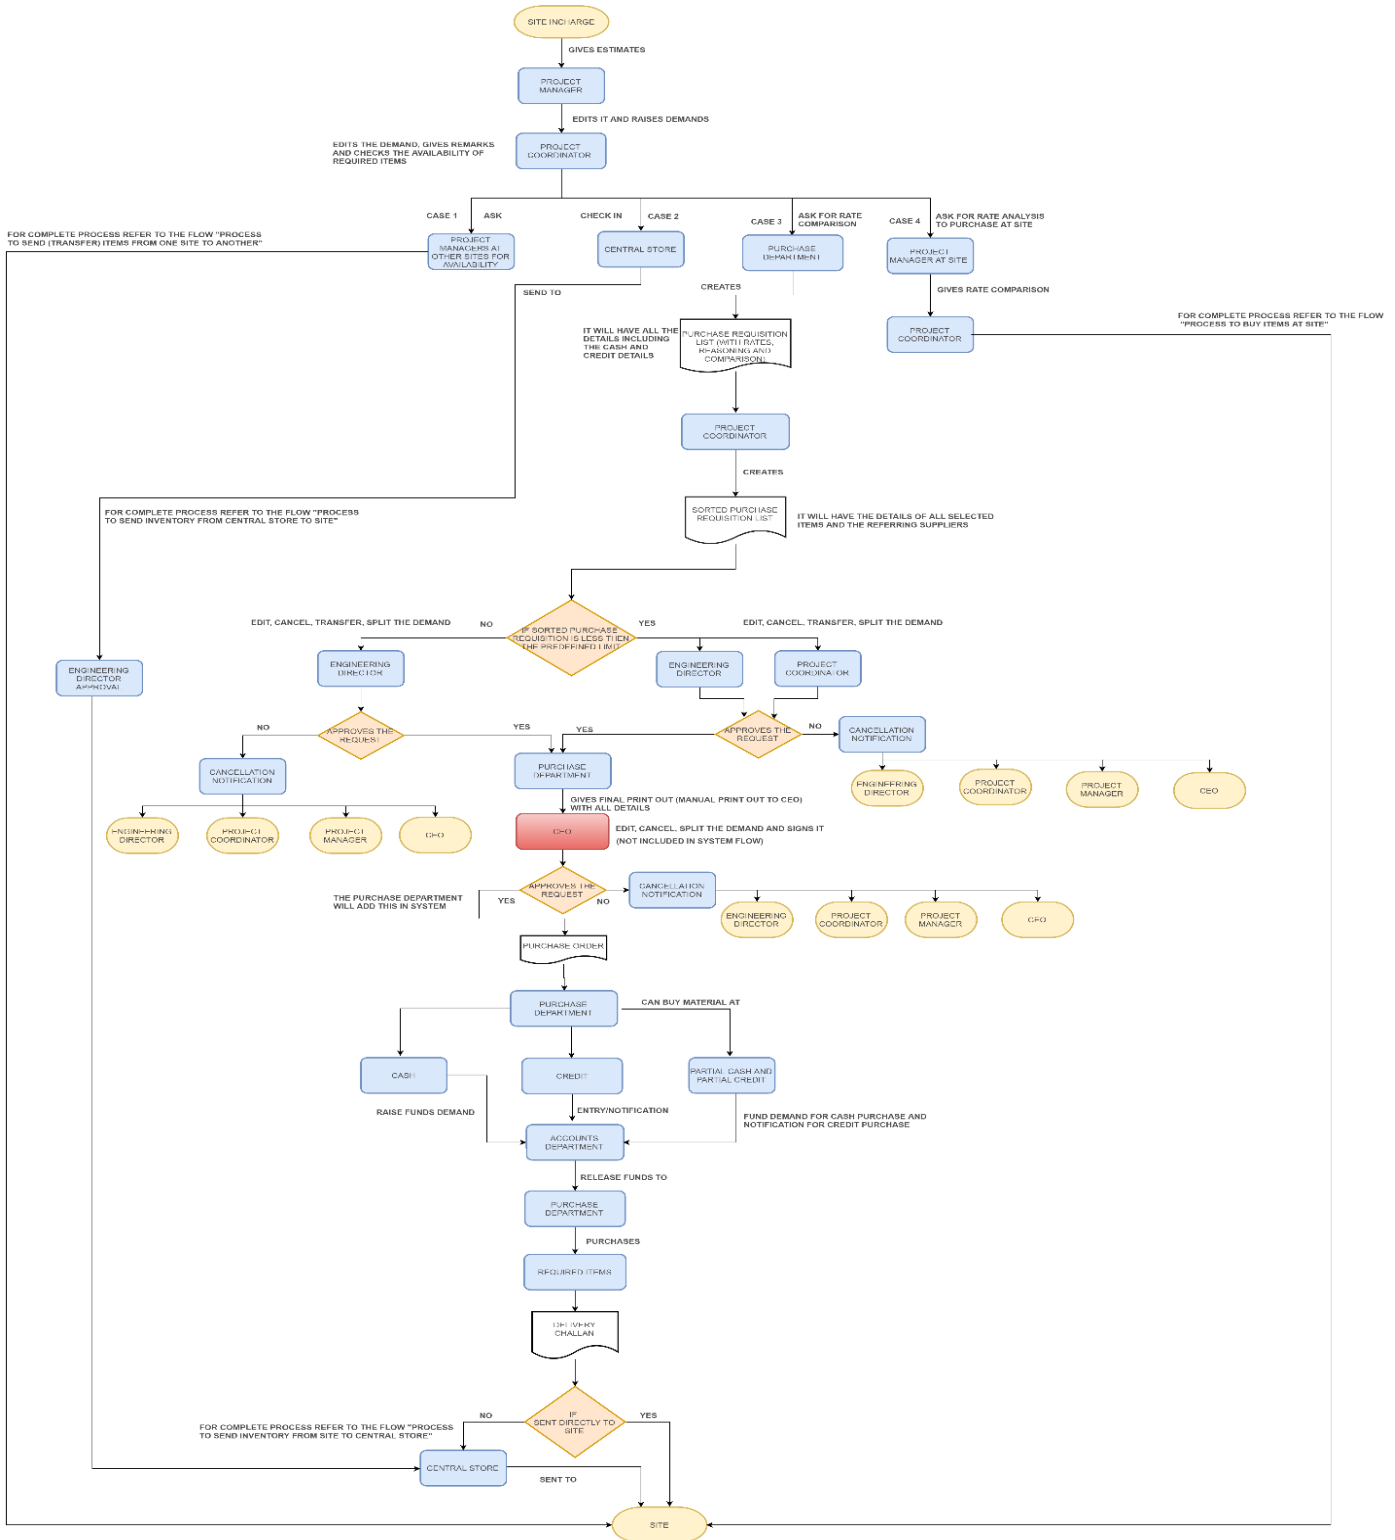 SITE INCHARGE
GIVES ESTIMATES
PROJECT
MANAGER
EDITS IT AND RAISES DEMANDS
EDITS THE DEMAND, GIVES REMARKS
AND CHECKS THE AVAILABILITY OF
REQUIRED ITEMS
PROJECT
COORDINATOR
CASE 1
ASK
CHECK IN
CASE 2
CASE 3
ASK FOR RATE
COMPARISON
CASE 4
ASK FOR RATE ANALYSIS
TO PURCHASE AT SITE
FOR COMPLETE PROCESS REFER TO THE FLOW "PROCESS
TO SEND (TRANSFER) ITEMS FROM ONE SITE TO ANOTHER"
PROJECT
MANAGERS AT
OTHER SITES FOR
AVAILABILITY
CENTRAL STORE
PURCHASE
DEPARTMENT
PROJECT
MANAGER AT SITE
SEND TO
CREATES
GIVES RATE COMPARISON
IT WILL HAVE ALL THE
DETAILS INCLUDING
THE CASH AND
CREDIT DETAILS
PURCHASE REQUISITION
LIST (WITH RATES,
REASONING AND
COMPARISON)
PROJECT
COORDINATOR
FOR COMPLETE PROCESS REFER TO THE FLOW
"PROCESS TO BUY ITEMS AT SITE"
PROJECT
COORDINATOR
CREATES
FOR COMPLETE PROCESS REFER TO THE FLOW "PROCESS
TO SEND INVENTORY FROM CENTRAL STORE TO SITE"
SORTED PURCHASE
REQUISITION LIST
IT WILL HAVE THE DETAILS OF ALL SELECTED
ITEMS AND THE REFERRING SUPPLIERS
EDIT, CANCEL, TRANSFER, SPLIT THE DEMAND
NO
IF SORTED PURCHASE
REQUISITION IS LESS THEN
THE PREDEFINED LIMIT
YES
EDIT, CANCEL, TRANSFER, SPLIT THE DEMAND
ENGINEERING
DIRECTOR
APPROVAL
ENGINEERING
DIRECTOR
ENGINEERING
DIRECTOR
PROJECT
COORDINATOR
NO
APPROVES THE
REQUEST
YES
YES
APPROVES THE
REQUEST
NO
CANCELLATION
NOTIFICATION
CANCELLATION
NOTIFICATION
PURCHASE
DEPARTMENT
ENGINEERING
DIRECTOR
PROJECT
COORDINATOR
PROJECT
MANAGER
CEO
GIVES FINAL PRINT OUT (MANUAL PRINT OUT TO CEO)
WITH ALL DETAILS
ENGINEERING
DIRECTOR
PROJECT
COORDINATOR
PROJECT
MANAGER
CEO
CEO
EDIT, CANCEL, SPLIT THE DEMAND AND SIGNS IT
(NOT INCLUDED IN SYSTEM FLOW)
THE PURCHASE DEPARTMENT
WILL ADD THIS IN SYSTEM
YES
APPROVES THE
REQUEST
NO
CANCELLATION
NOTIFICATION
ENGINEERING
DIRECTOR
PROJECT
COORDINATOR
PROJECT
MANAGER
CEO
PURCHASE ORDER
PURCHASE
DEPARTMENT
CAN BUY MATERIAL AT
CASH
CREDIT
PARTIAL CASH AND
PARTIAL CREDIT
RAISE FUNDS DEMAND
ENTRY/NOTIFICATION
FUND DEMAND FOR CASH PURCHASE AND
NOTIFICATION FOR CREDIT PURCHASE
ACCOUNTS
DEPARTMENT
RELEASE FUNDS TO
PURCHASE
DEPARTMENT
PURCHASES
REQUIRED ITEMS
DELIVERY
CHALLAN
FOR COMPLETE PROCESS REFER TO THE FLOW "PROCESS
TO SEND INVENTORY FROM SITE TO CENTRAL STORE"
NO
IF
SENT DIRECTLY TO
SITE
YES
CENTRAL STORE
SENT TO
SITE